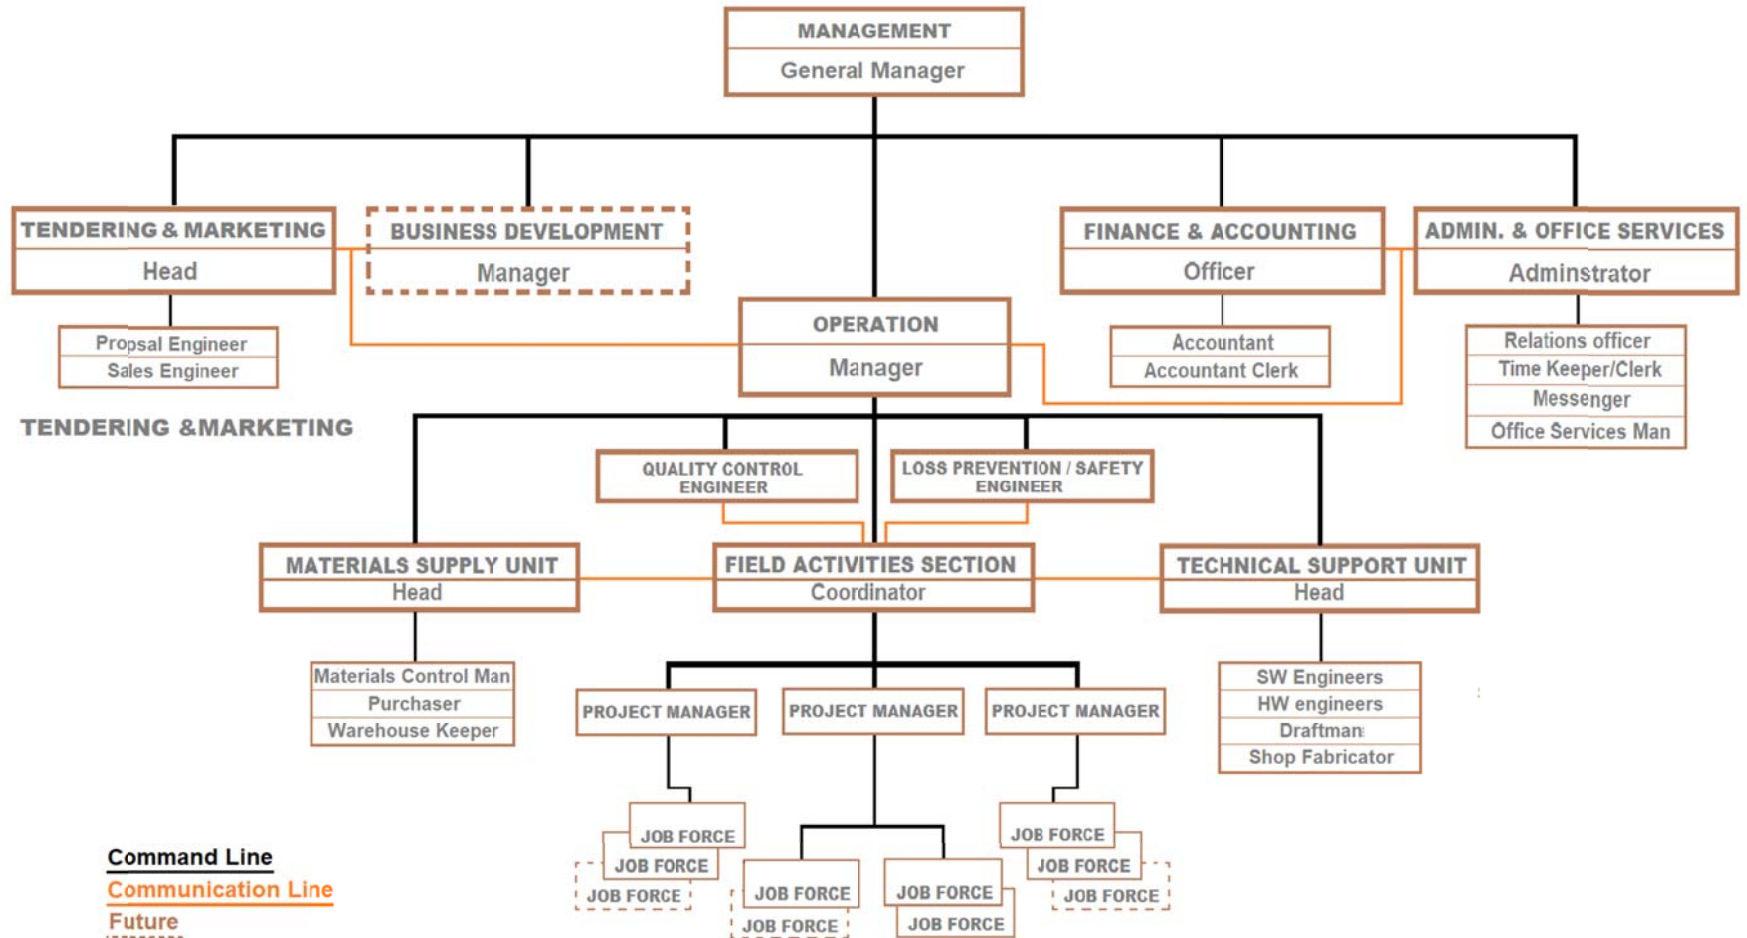 MANAGEMENT
General Manager
TENDERING & MARKETING
Head
BUSINESS DEVELOPMENT
Manager
FINANCE & ACCOUNTING
Officer
ADMIN. & OFFICE SERVICES
Adminstrator
Propsal Engineer
Sales Engineer
OPERATION
Manager
Accountant
Accountant Clerk
Relations officer
Time Keeper/Clerk
Messenger
Office Services Man
TENDERING &MARKETING
QUALITY CONTROL
ENGINEER
LOSS PREVENTION / SAFETY
ENGINEER
MATERIALS SUPPLY UNIT
Head
FIELD ACTIVITIES SECTION
Coordinator
TECHNICAL SUPPORT UNIT
Head
Materials Control Man
Purchaser
Warehouse Keeper
PROJECT MANAGER
PROJECT MANAGER
PROJECT MANAGER
SW Engineers
HW engineers
Draftman
Shop Fabricator
JOB FORCE
JOB FORCE
JOB FORCE
JOB FORCE
JOB FORCE
JOB FORCE
JOB FORCE
JOB FORCE
JOB FORCE
JOB FORCE
Command Line
Communication Line
Future